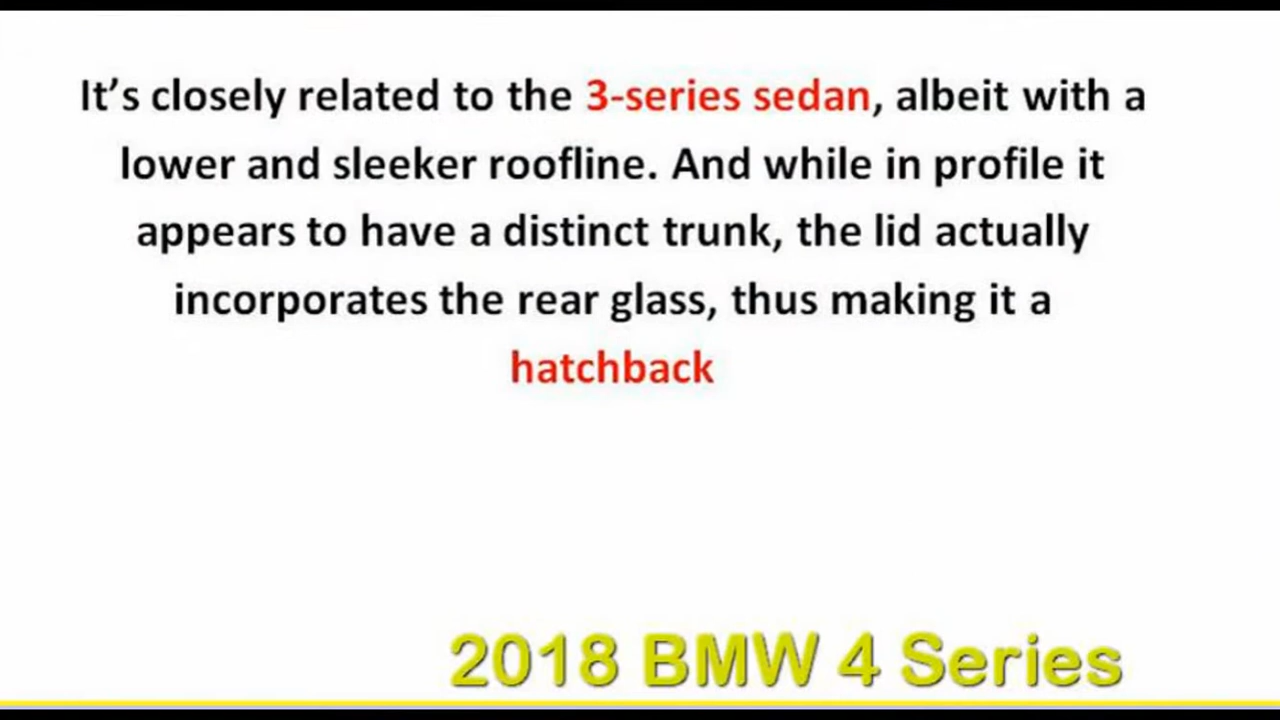 It’s closely related to the 3-series sedan, albeit with a
lower and sleeker roofline. And while in profile it
appears to have a distinct trunk, the lid actually
incorporates the rear glass, thus making it a
hatchback
2018 BMW 4 Series